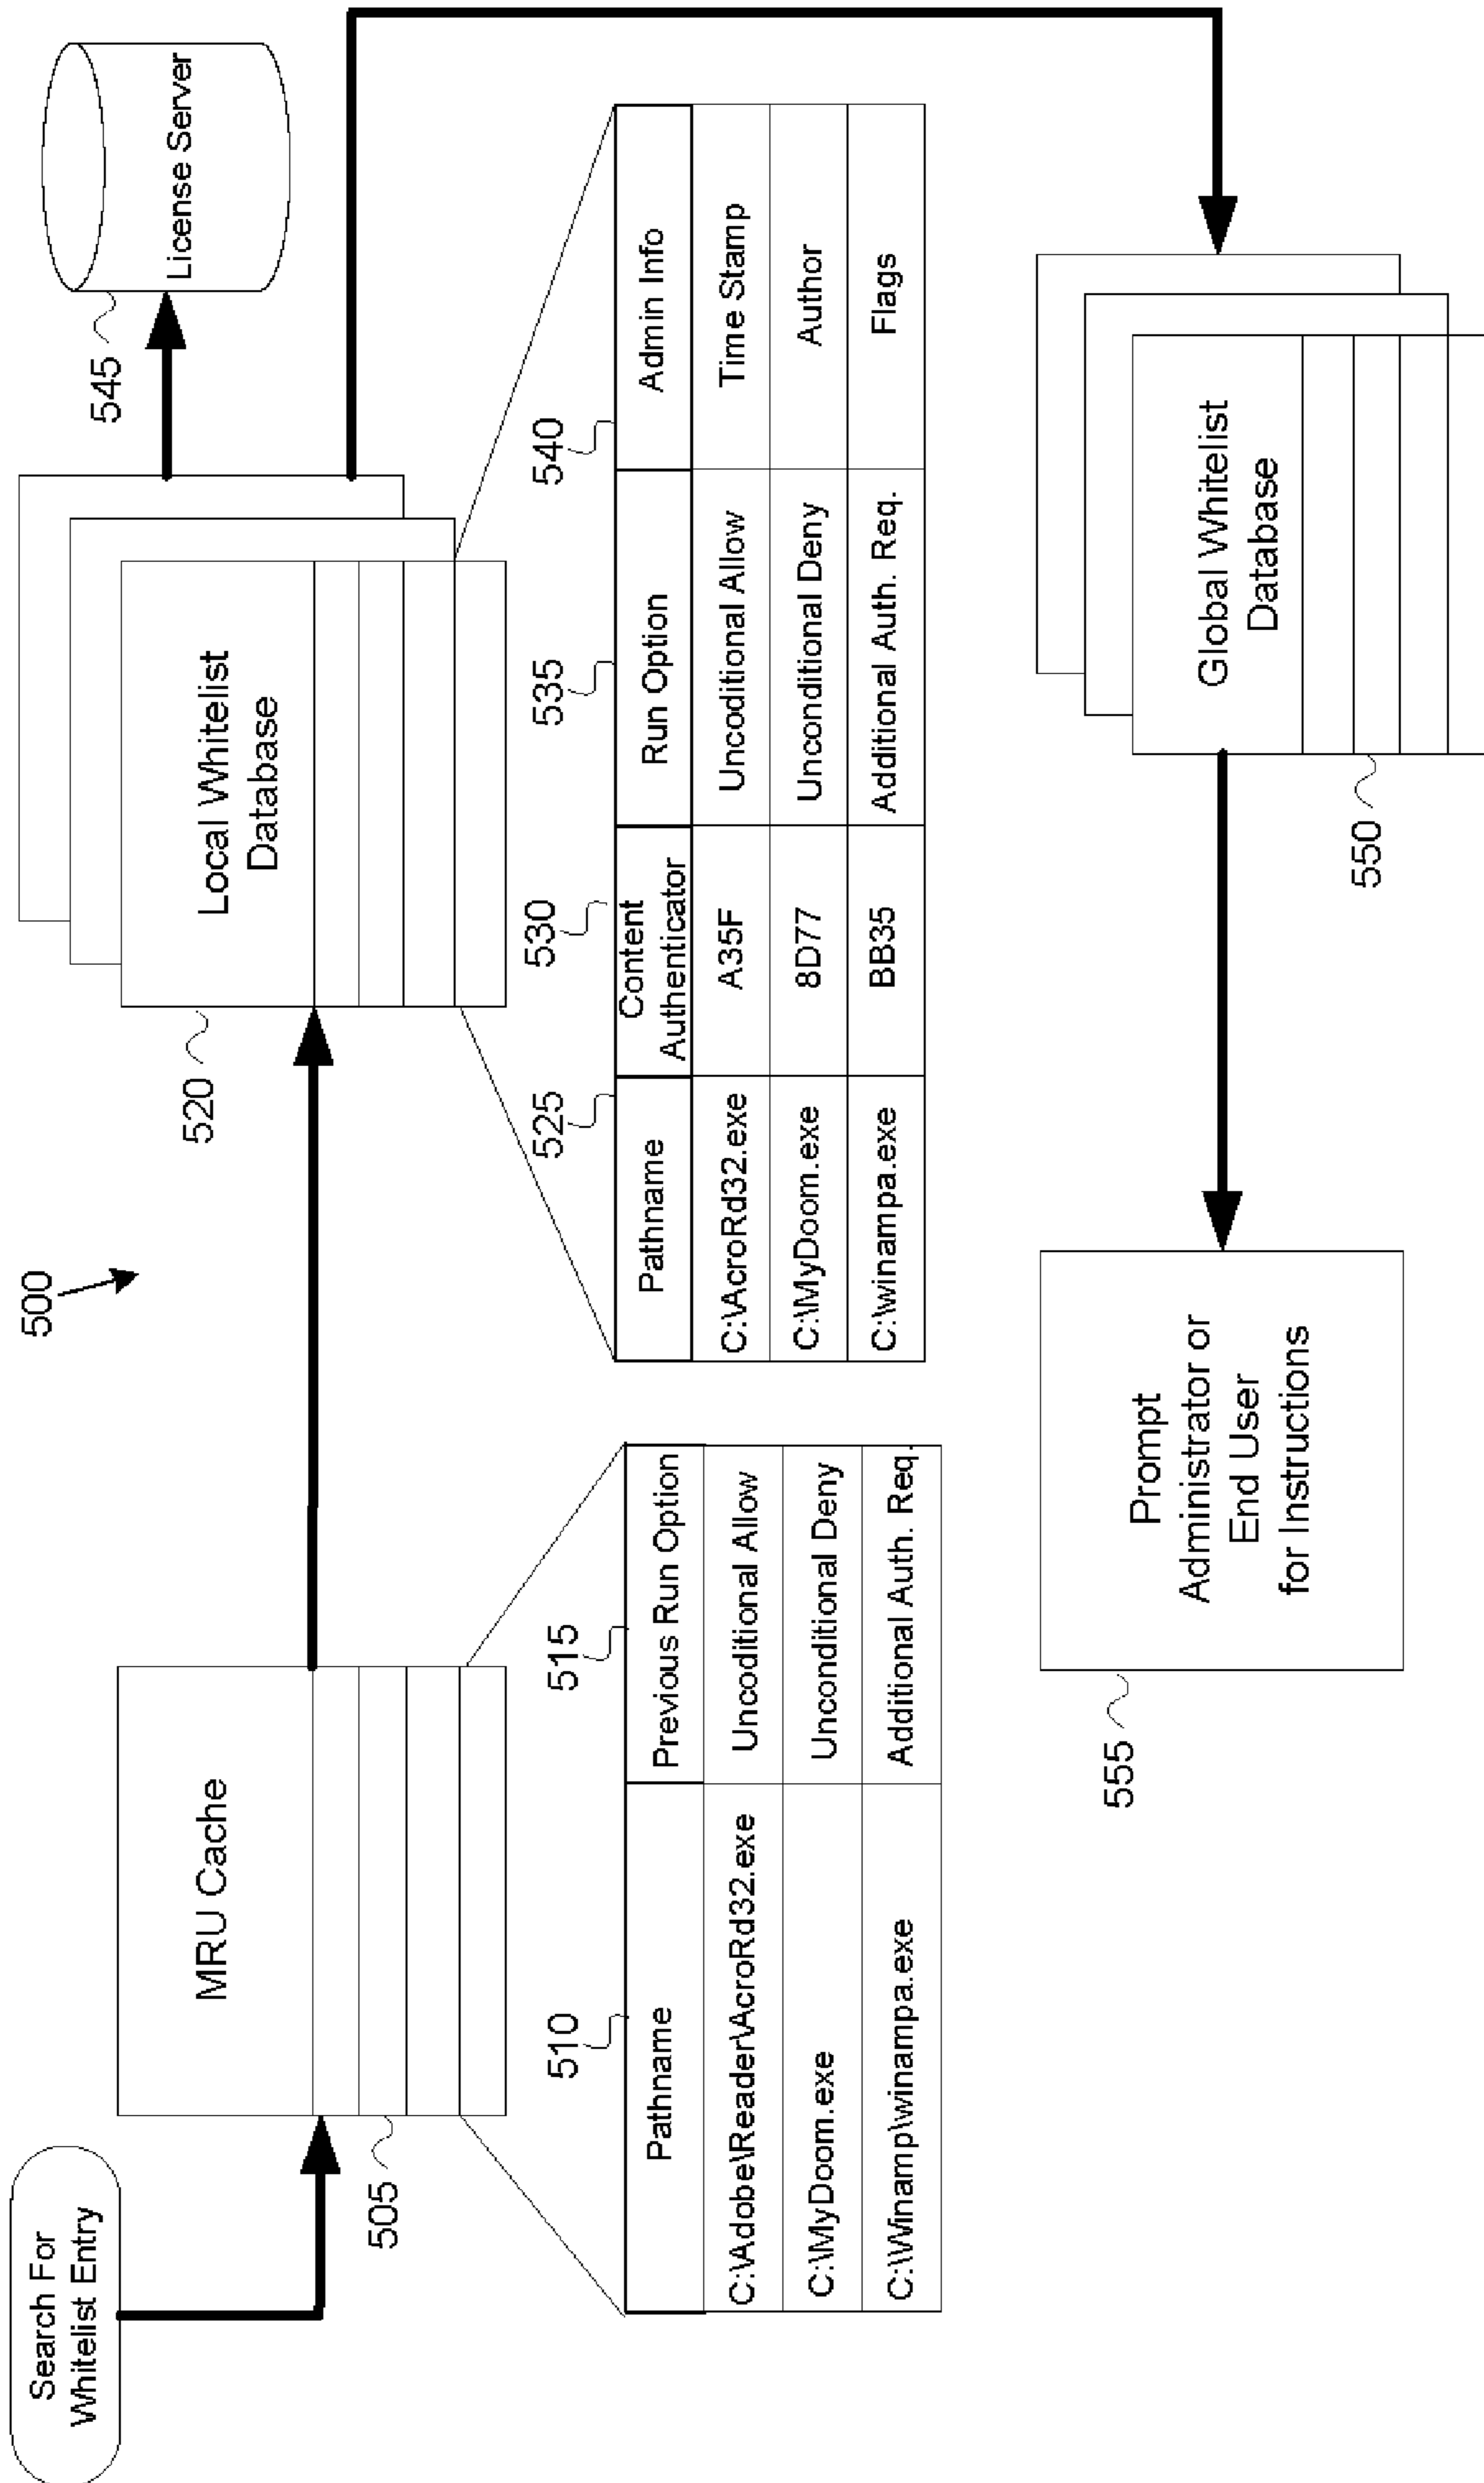 500
Search For
Whitelist Entry
MRU Cache
505
Local Whitelist
Database
520
License Server
545
510
515
Pathname Previous Run Option
C:\Adobe\Reader\AcroRd32.exe Uncoditional Allow
C:\MyDoom.exe Unconditional Deny
C:\Winamp\winampa.exe Additional Auth. Req.
525
530
535
540
Pathname Content Authenticator Run Option Admin Info
C:\AcroRd32.exe A35F Uncoditional Allow Time Stamp
C:\MyDoom.exe 8D77 Unconditional Deny Author
C:\winampa.exe BB35 Additional Auth. Req. Flags
Prompt
Administrator or
End User
for Instructions
555
Global Whitelist
Database
550